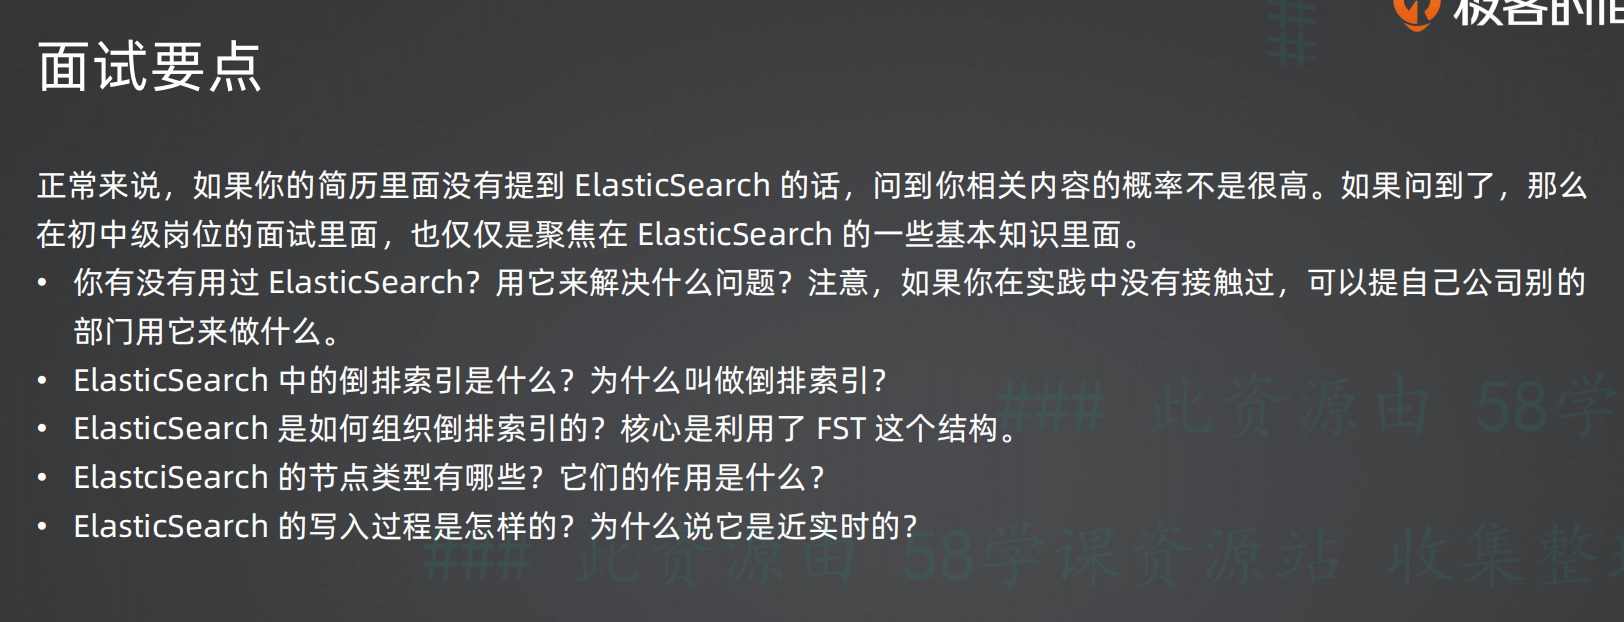 极客时间
面试要点
正常来说，如果你的简历里面没有提到 ElasticSearch 的话，问到你相关内容的概率不是很高。如果问到了，那么
在初中级岗位的面试里面，也仅仅是聚焦在 ElasticSearch 的一些基本知识里面。
• 你有没有用过 ElasticSearch？用它来解决什么问题？注意，如果你在实践中没有接触过，可以提自己公司别的
部门用它来做什么。
• ElasticSearch 中的倒排索引是什么？为什么叫做倒排索引？
• ElasticSearch 是如何组织倒排索引的？核心是利用了 FST 这个结构。
### 此资源由 58学
• ElastciSearch 的节点类型有哪些？它们的作用是什么？
• ElasticSearch 的写入过程是怎样的？为什么说它是近实时的？
### 此资源由 58学课资源站 收集整